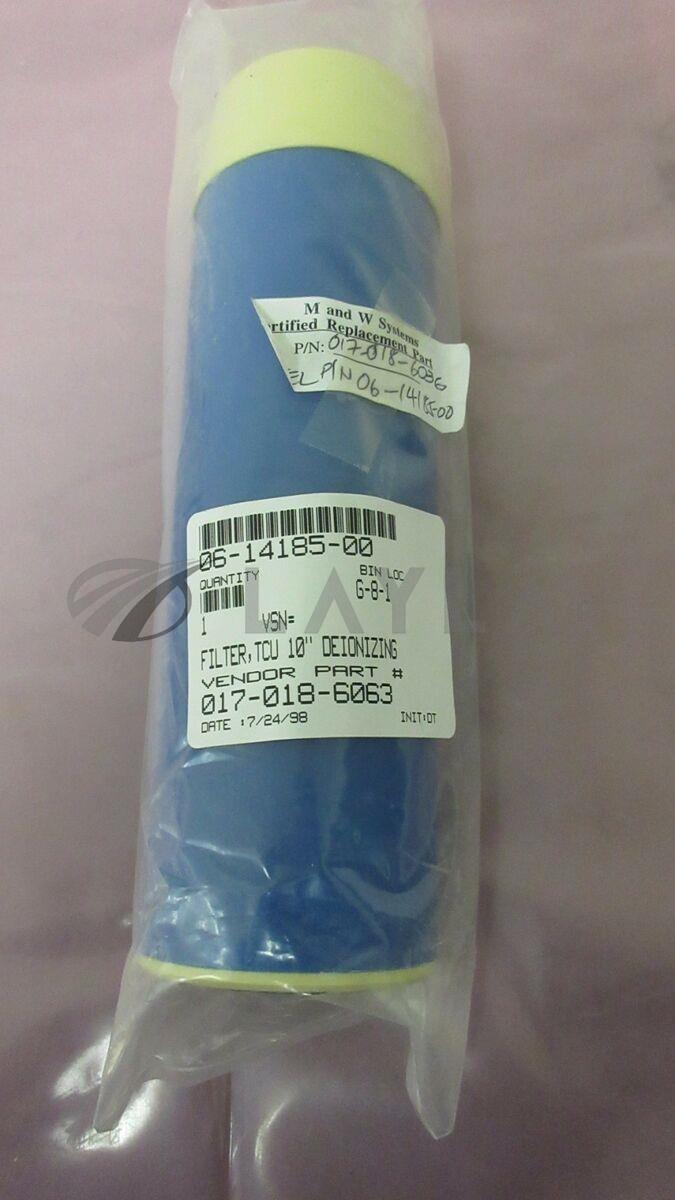 M and W Systems
ertified Replacement Part
P/N: 017-018-6036
EL P/N 06-14185-00
06-14185-00
QUANTITY
BIN LOC
G-8-1
1 VSN=
FILTER,TCU 10" DEIONIZING
VENDOR PART #
017-018-6063
DATE :7/24/98 INIT:DT